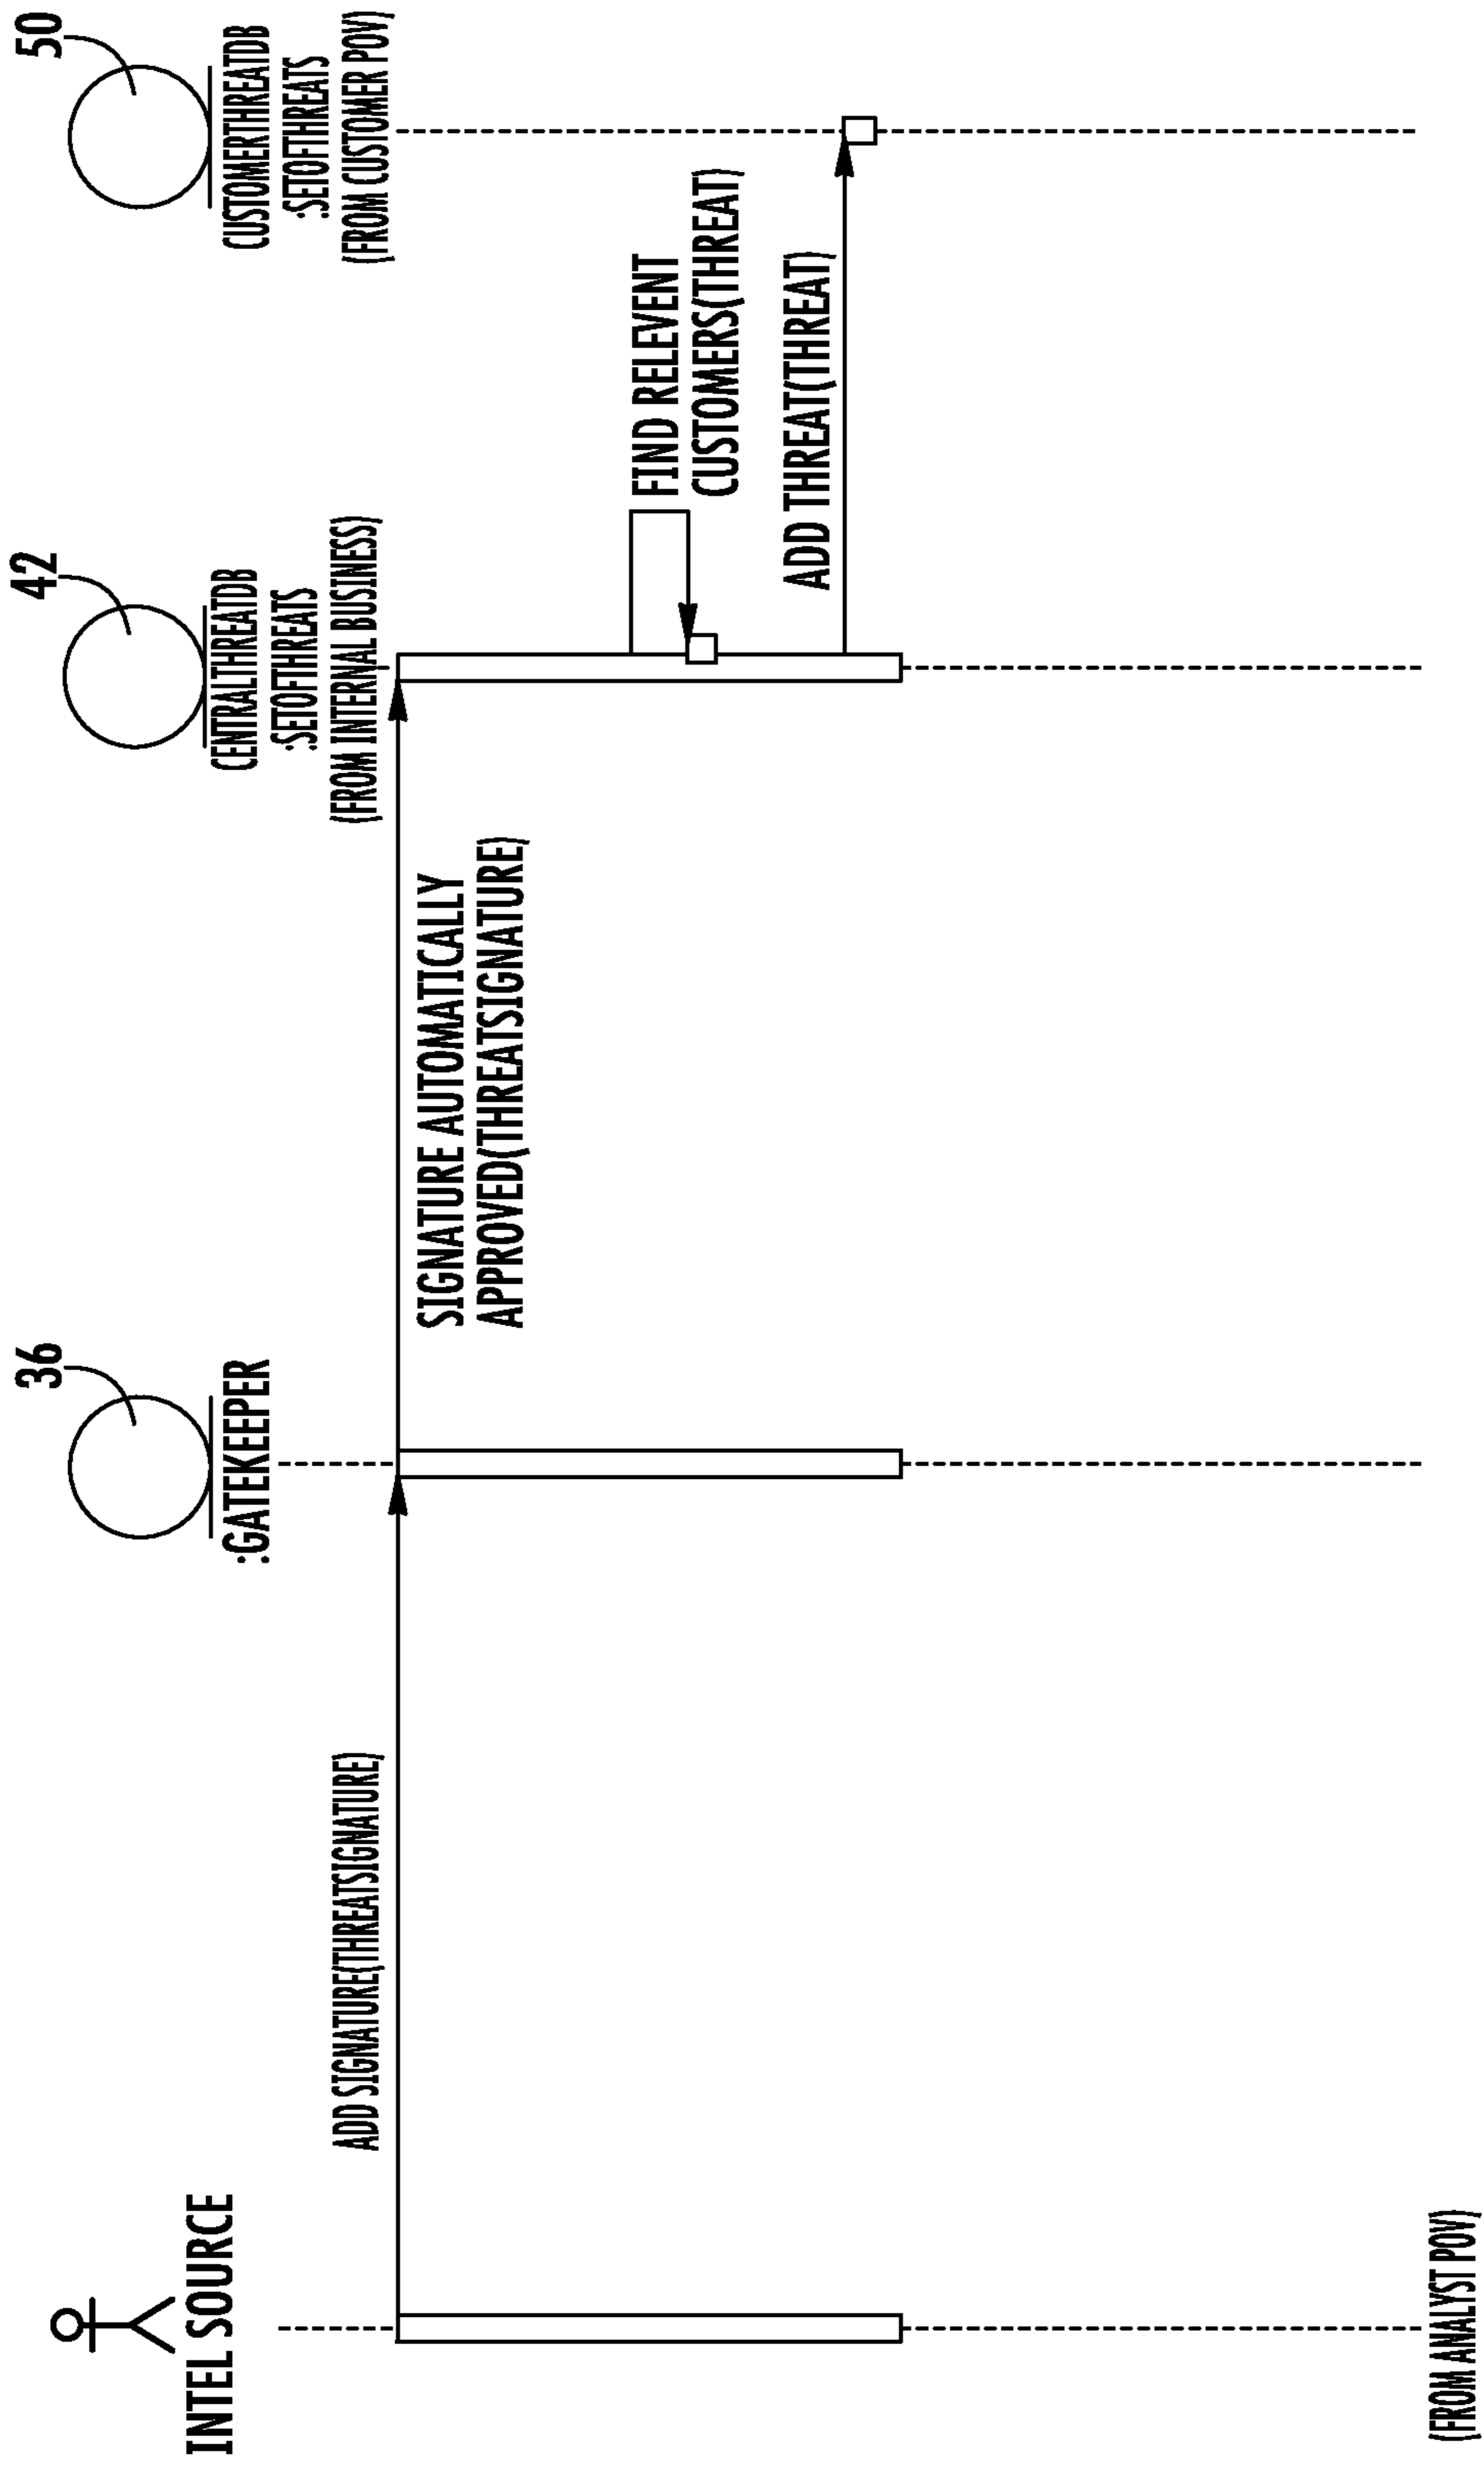 INTEL SOURCE
36
:GATEKEEPER
42
CENTRALTHREATDB
:SETOFTHREATS
(FROM INTERNAL BUSINESS)
50
CUSTOMERTHREATDB
:SETOFTHREATS
(FROM CUSTOMER POV)
ADD SIGNATURE(THREATSIGNATURE)
SIGNATURE AUTOMATICALLY
APPROVED(THREATSIGNATURE)
FIND RELEVENT
CUSTOMERS(THREAT)
ADD THREAT(THREAT)
(FROM ANALYST POV)